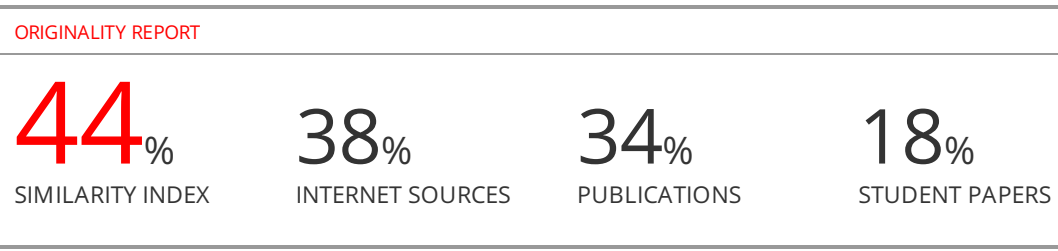 ORIGINALITY REPORT
44% 38% 34% 18%
SIMILARITY INDEX INTERNET SOURCES PUBLICATIONS STUDENT PAPERS